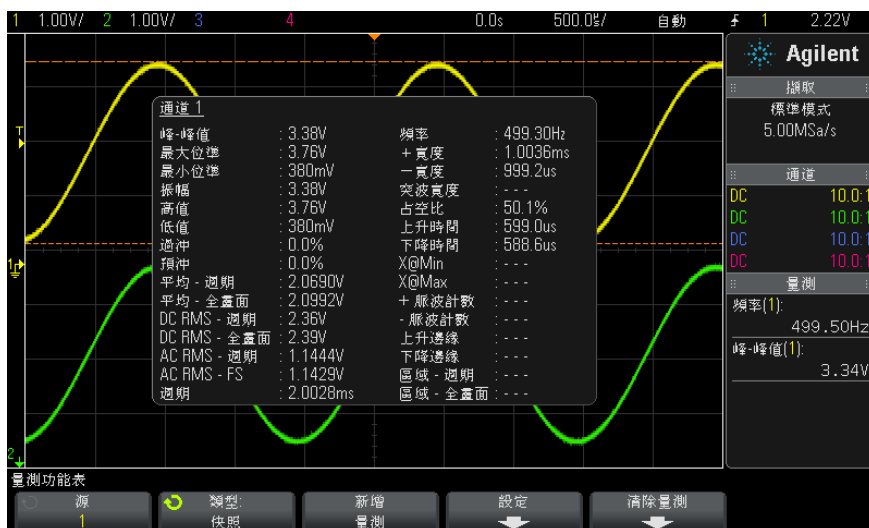 1 1.00V/ 2 1.00V/ 3 4 0.0s 500.0us/ 自動 1 2.22V
Agilent
擷取
標準模式
5.00MSa/s
通道
DC 10.0:1
DC 10.0:1
DC 10.0:1
DC 10.0:1
量測
頻率(1):
499.50Hz
峰-峰值(1):
3.34V
T
1
2
通道 1
峰-峰值 : 3.38V 頻率 : 499.30Hz
最大位準 : 3.76V +寬度 : 1.0036ms
最小位準 : 380mV 一寬度 : 999.2us
振幅 : 3.38V 突波寬度 : - - -
高值 : 3.76V 占空比 : 50.1%
低值 : 380mV 上升時間 : 599.0us
過沖 : 0.0% 下降時間 : 588.6us
預沖 : 0.0% X@Min : - - -
平均 - 週期 : 2.0690V X@Max : - - -
平均 - 全畫面 : 2.0992V +脈波計數 : - - -
DC RMS - 週期 : 2.36V - 脈波計數 : - - -
DC RMS - 全畫面 : 2.39V 上升邊緣 : - - -
AC RMS - 週期 : 1.1444V 下降邊緣 : - - -
AC RMS - FS : 1.1429V 區域 - 週期 : - - -
週期 : 2.0028ms 區域 - 全畫面 : - - -
量測功能表
源
1
類型:
快照
新增
量測
設定
清除量測